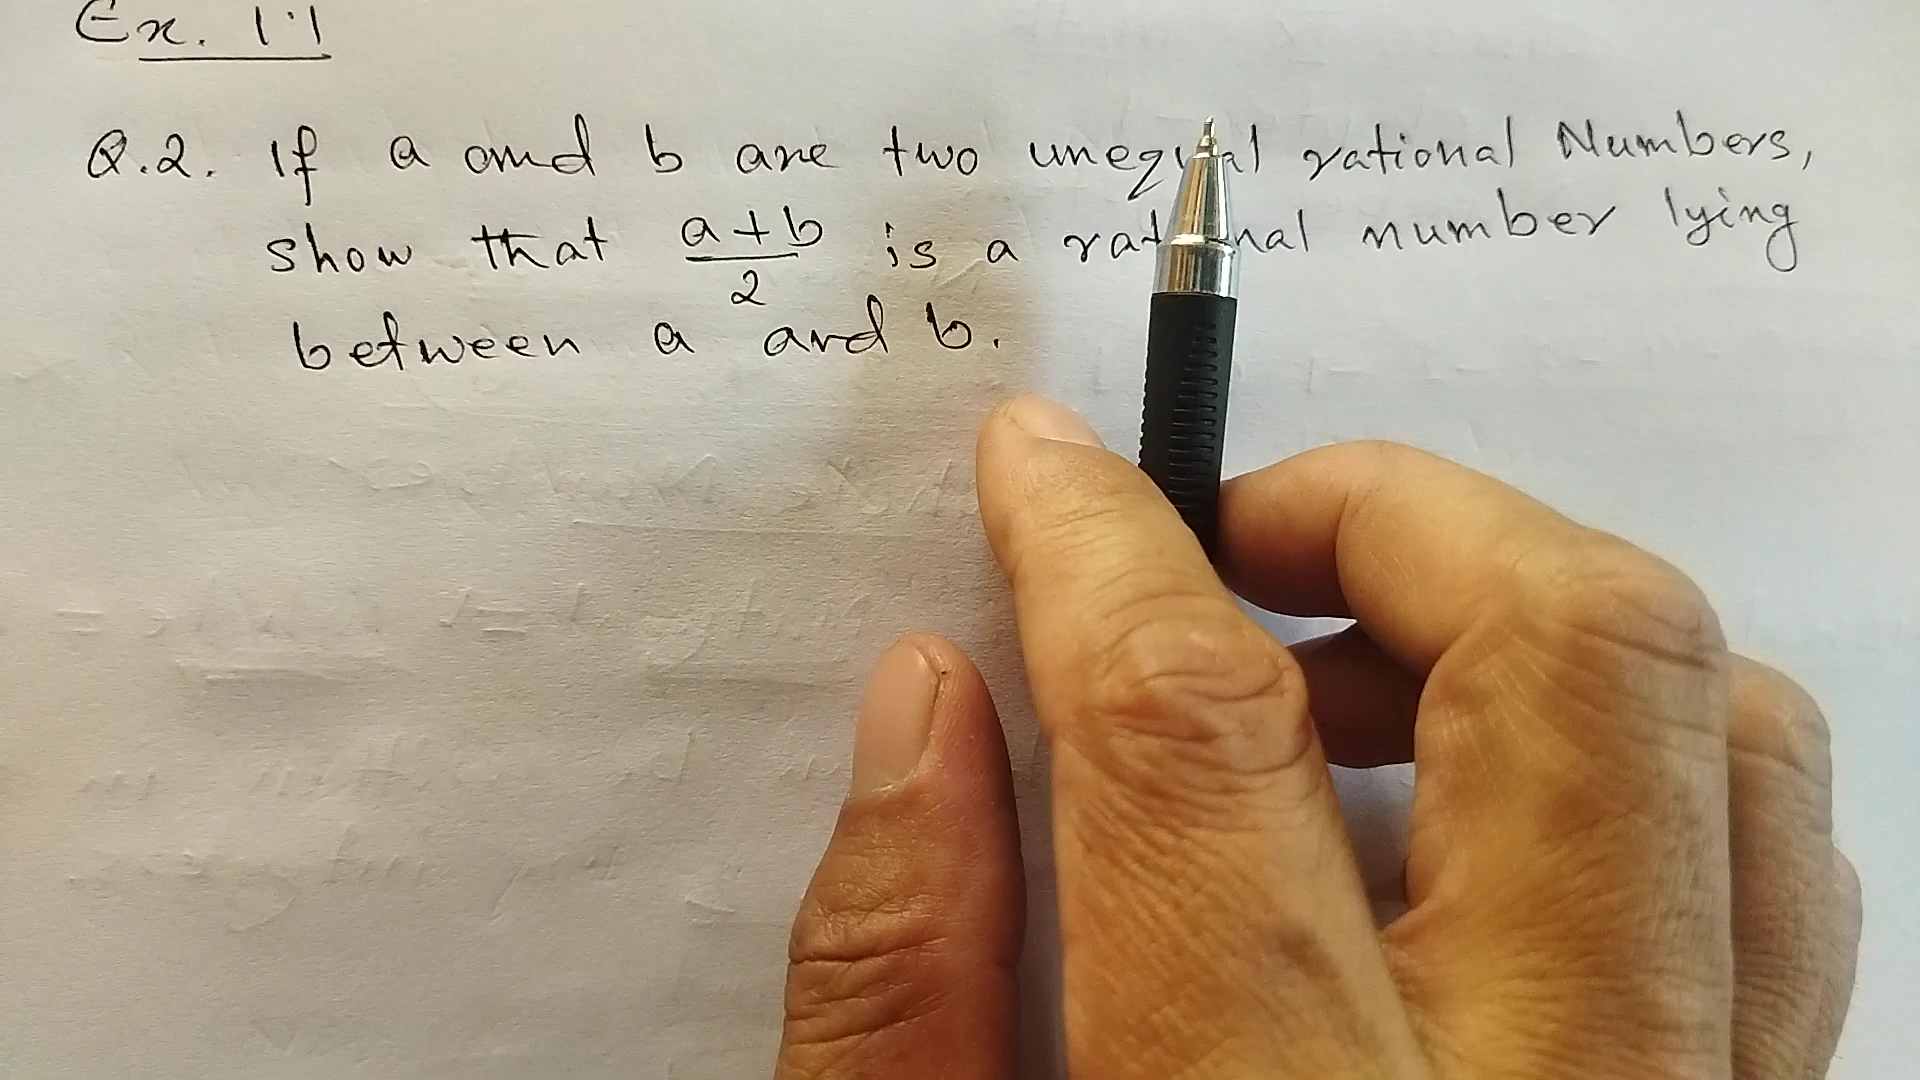 Ex. 1.1
Q.2. If a and b are two unequal rational Numbers,
show that a+b/2 is a rational number lying
between a and b.